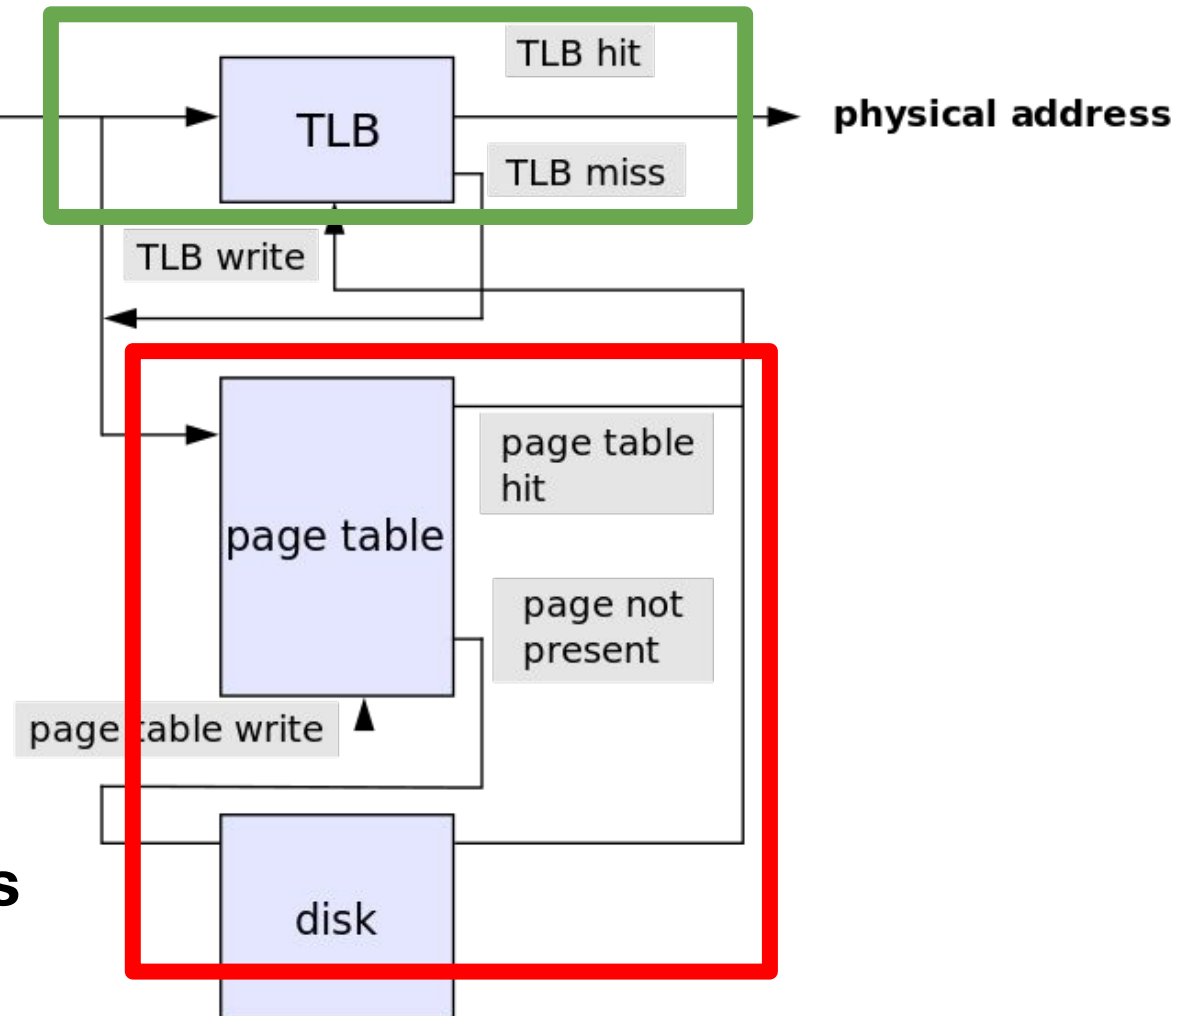 TLB hit
TLB
physical address
TLB miss
TLB write
page table
hit
page table
page not
present
page table write
s
disk